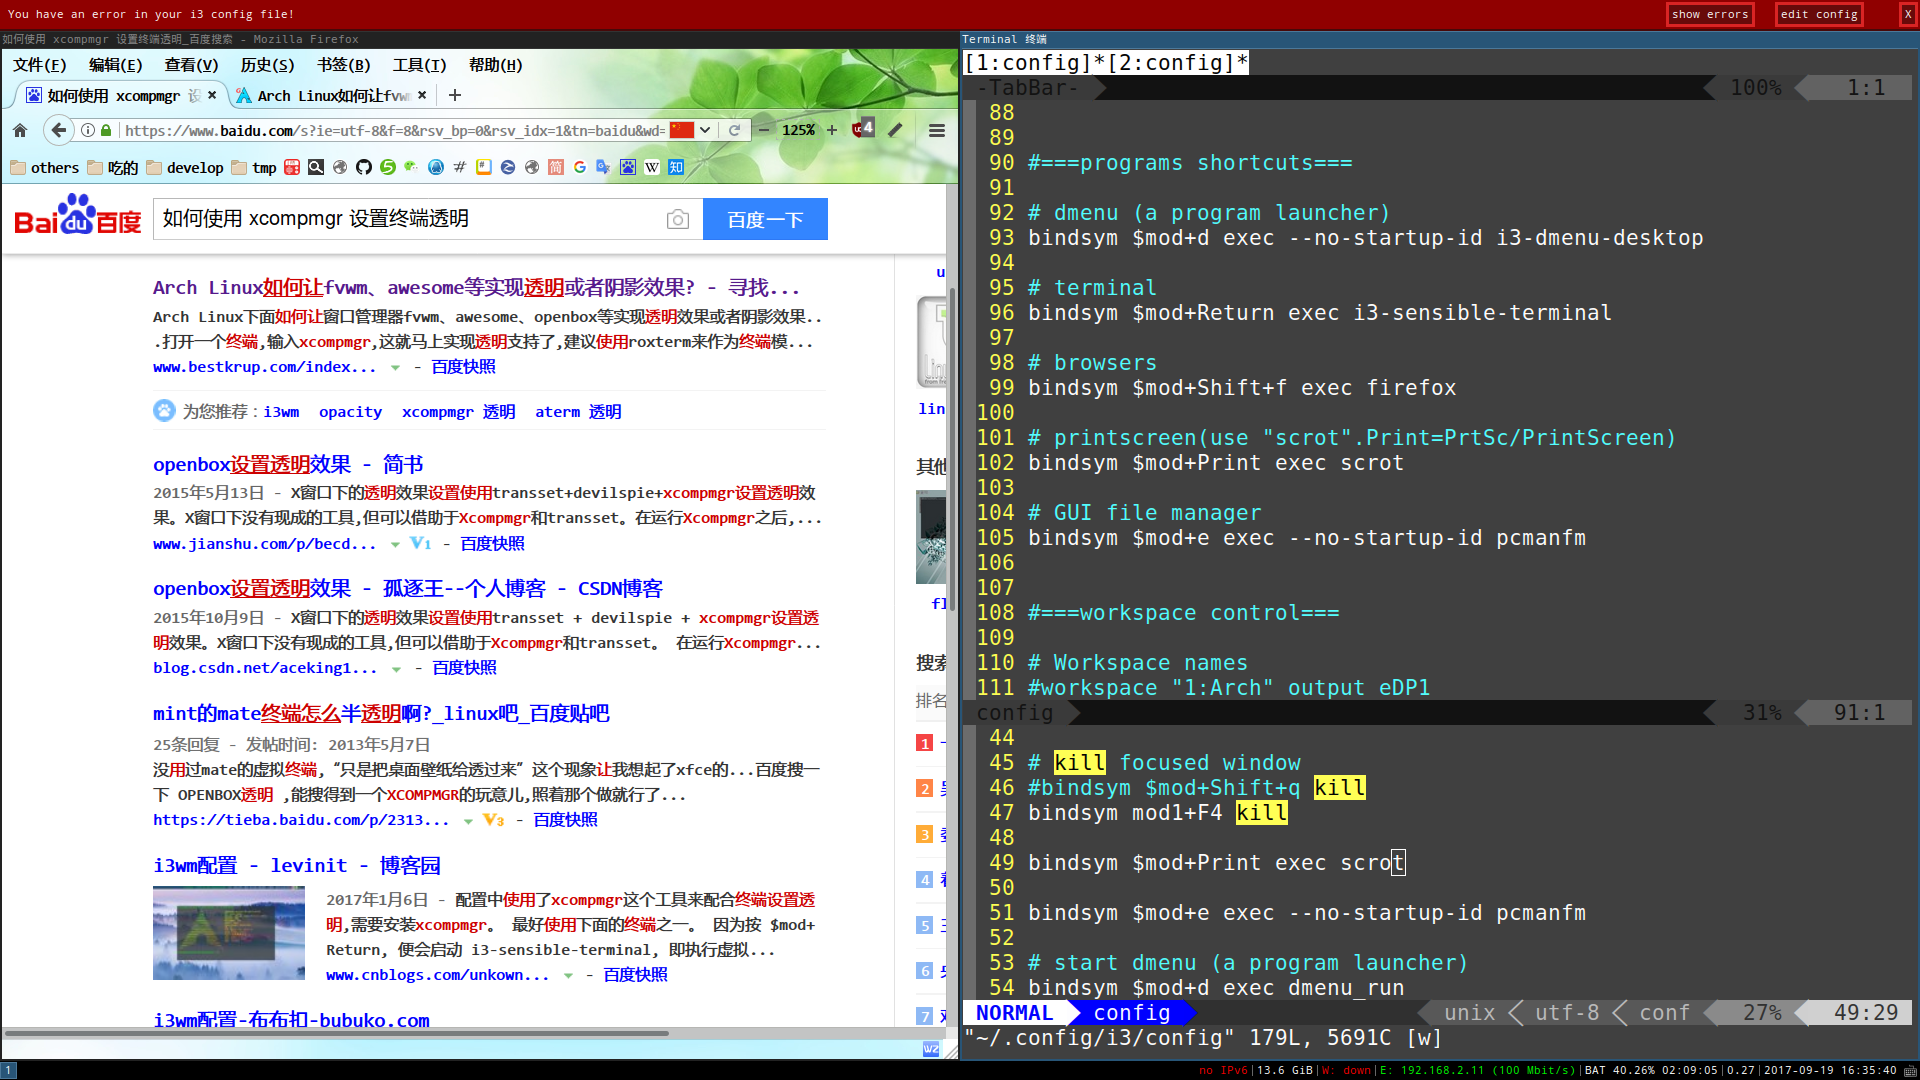 You have an error in your i3 config file!
show errors
edit config
X
如何使用 xcompmgr 设置终端透明_百度搜索 - Mozilla Firefox
文件(F) 编辑(E) 查看(V) 历史(S) 书签(B) 工具(T) 帮助(H)
如何使用 xcompmgr 设 × Arch Linux如何让fvw × +
https://www.baidu.com/s?ie=utf-8&f=8&rsv_bp=0&rsv_idx=1&tn=baidu&wd= 125% 4
others 吃的 develop tmp
Bai du 百度 如何使用 xcompmgr 设置终端透明 百度一下
Arch Linux如何让fvwm、awesome等实现透明或者阴影效果? - 寻找...
Arch Linux下面如何让窗口管理器fvwm、awesome、openbox等实现透明效果或者阴影效果..
.打开一个终端,输入xcompmgr,这就马上实现透明支持了,建议使用roxterm来作为终端模...
www.bestkrup.com/index... - 百度快照
为您推荐：i3wm opacity xcompmgr 透明 aterm 透明
openbox设置透明效果 - 简书
2015年5月13日 - X窗口下的透明效果设置使用transset+devilspie+xcompmgr设置透明效
果。X窗口下没有现成的工具,但可以借助于Xcompmgr和transset。在运行Xcompmgr之后,...
www.jianshu.com/p/becd... V1 - 百度快照
openbox设置透明效果 - 孤逐王--个人博客 - CSDN博客
2015年10月9日 - X窗口下的透明效果设置使用transset + devilspie + xcompmgr设置透
明效果。X窗口下没有现成的工具,但可以借助于Xcompmgr和transset。 在运行Xcompmgr...
blog.csdn.net/aceking1... - 百度快照
mint的mate终端怎么半透明啊?_linux吧_百度贴吧
25条回复 - 发帖时间: 2013年5月7日
没用过mate的虚拟终端,“只是把桌面壁纸给透过来”这个现象让我想起了xfce的...百度搜一
下 OPENBOX透明 ,能搜得到一个XCOMPMGR的玩意儿,照着那个做就行了...
https://tieba.baidu.com/p/2313... V3 - 百度快照
i3wm配置 - levinit - 博客园
2017年1月6日 - 配置中使用了xcompmgr这个工具来配合终端设置透
明,需要安装xcompmgr。 最好使用下面的终端之一。 因为按 $mod+
Return, 便会启动 i3-sensible-terminal, 即执行虚拟...
www.cnblogs.com/unkown... - 百度快照
i3wm配置-布布扣-bubuko.com
u
lin
其他
fl
搜索
排名
1
2
3
4
5
6
7
Terminal 终端
[1:config]*[2:config]*
-TabBar- 100% 1:1
88
89
90 #===programs shortcuts===
91
92 # dmenu (a program launcher)
93 bindsym $mod+d exec --no-startup-id i3-dmenu-desktop
94
95 # terminal
96 bindsym $mod+Return exec i3-sensible-terminal
97
98 # browsers
99 bindsym $mod+Shift+f exec firefox
100
101 # printscreen(use "scrot".Print=PrtSc/PrintScreen)
102 bindsym $mod+Print exec scrot
103
104 # GUI file manager
105 bindsym $mod+e exec --no-startup-id pcmanfm
106
107
108 #===workspace control===
109
110 # Workspace names
111 #workspace "1:Arch" output eDP1
config 31% 91:1
44
45 # kill focused window
46 #bindsym $mod+Shift+q kill
47 bindsym mod1+F4 kill
48
49 bindsym $mod+Print exec scrot
50
51 bindsym $mod+e exec --no-startup-id pcmanfm
52
53 # start dmenu (a program launcher)
54 bindsym $mod+d exec dmenu_run
NORMAL config unix utf-8 conf 27% 49:29
"~/.config/i3/config" 179L, 5691C [w]
1
no IPv6|13.6 GiB|W: down|E: 192.168.2.11 (100 Mbit/s)|BAT 40.26% 02:09:05|0.27|2017-09-19 16:35:40